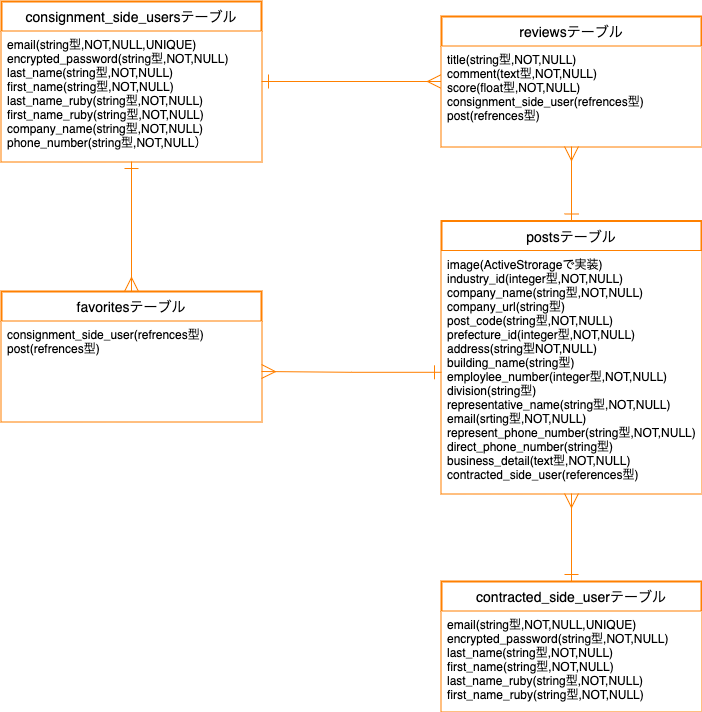 consignment_side_usersテーブル
email(string型,NOT,NULL,UNIQUE)
encrypted_password(string型,NOT,NULL)
last_name(string型,NOT,NULL)
first_name(string型,NOT,NULL)
last_name_ruby(string型,NOT,NULL)
first_name_ruby(string型,NOT,NULL)
company_name(string型,NOT,NULL)
phone_number(string型,NOT,NULL）
reviewsテーブル
title(string型,NOT,NULL)
comment(text型,NOT,NULL)
score(float型,NOT,NULL)
consignment_side_user(refrences型)
post(refrences型)
favoritesテーブル
consignment_side_user(refrences型)
post(refrences型)
postsテーブル
image(ActiveStrorageで実装)
industry_id(integer型,NOT,NULL)
company_name(string型,NOT,NULL)
company_url(string型)
post_code(string型,NOT,NULL)
prefecture_id(integer型,NOT,NULL)
address(string型NOT,NULL)
building_name(string型)
employlee_number(integer型,NOT,NULL)
division(string型)
representative_name(string型,NOT,NULL)
email(srting型,NOT,NULL)
represent_phone_number(string型,NOT,NULL)
direct_phone_number(string型)
business_detail(text型,NOT,NULL)
contracted_side_user(references型)
contracted_side_userテーブル
email(string型,NOT,NULL,UNIQUE)
encrypted_password(string型,NOT,NULL)
last_name(string型,NOT,NULL)
first_name(string型,NOT,NULL)
last_name_ruby(string型,NOT,NULL)
first_name_ruby(string型,NOT,NULL)